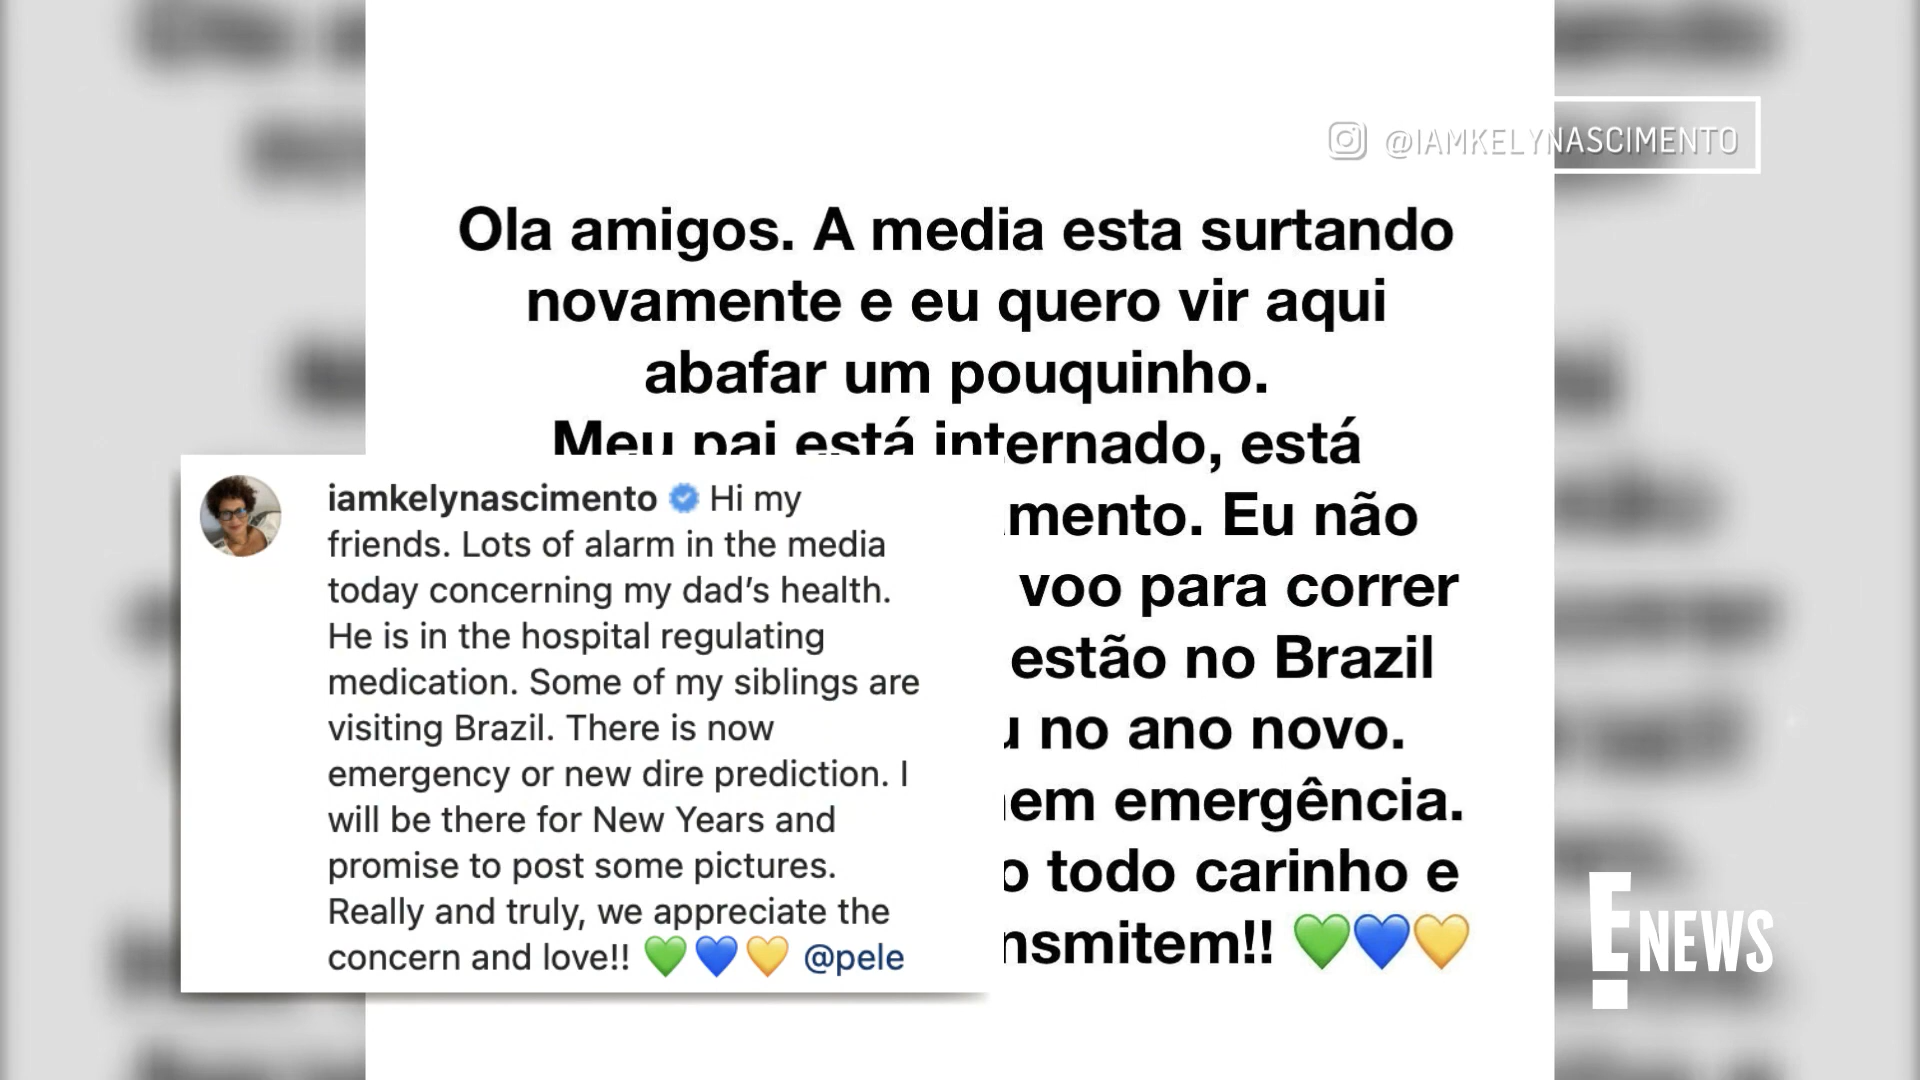 @IAMKELYNASCIMENTO
Ola amigos. A media esta surtando
novamente e eu quero vir aqui
abafar um pouquinho.
Meu pai está internado, está
mento. Eu não
voo para correr
estão no Brazil
no ano novo.
emergência.
todo carinho e
nsmitem!! 💚💙💛
iamkelynascimento Hi my
friends. Lots of alarm in the media
today concerning my dad’s health.
He is in the hospital regulating
medication. Some of my siblings are
visiting Brazil. There is now
emergency or new dire prediction. I
will be there for New Years and
promise to post some pictures.
Really and truly, we appreciate the
concern and love!! 💚💙💛 @pele
E NEWS